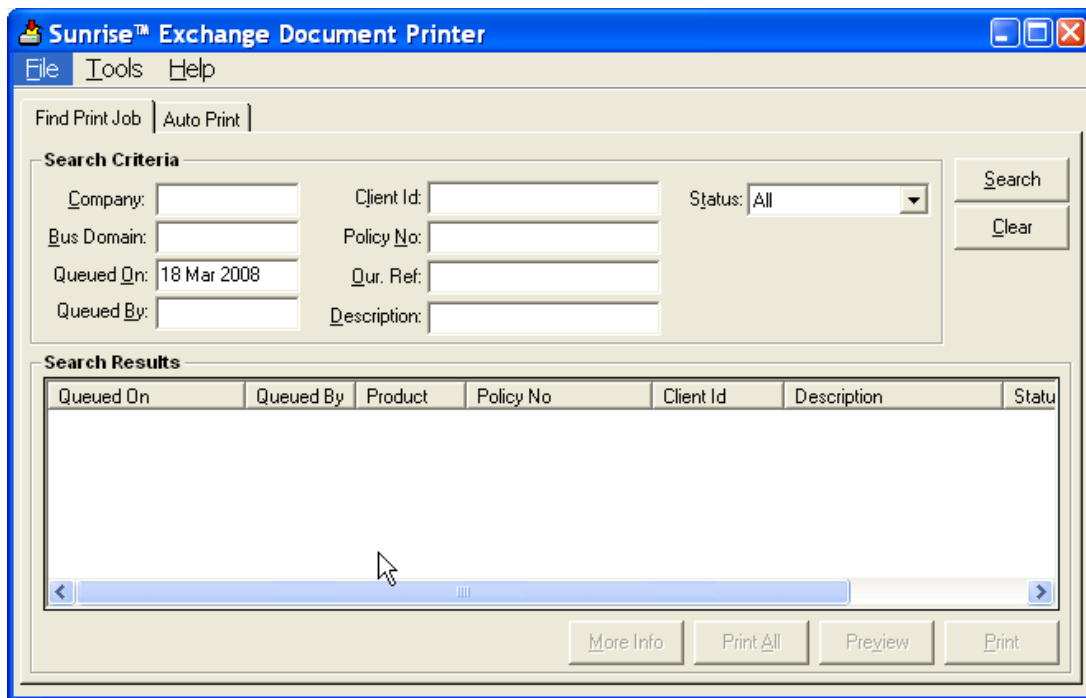 Sunrise™ Exchange Document Printer
File Tools Help
Find Print Job Auto Print
Search Criteria
Company: Client Id: Status: All Search
Bus Domain: Policy No: Clear
Queued On: 18 Mar 2008 Our. Ref:
Queued By: Description:
Search Results
Queued On Queued By Product Policy No Client Id Description Statu
More Info Print All Preview Print